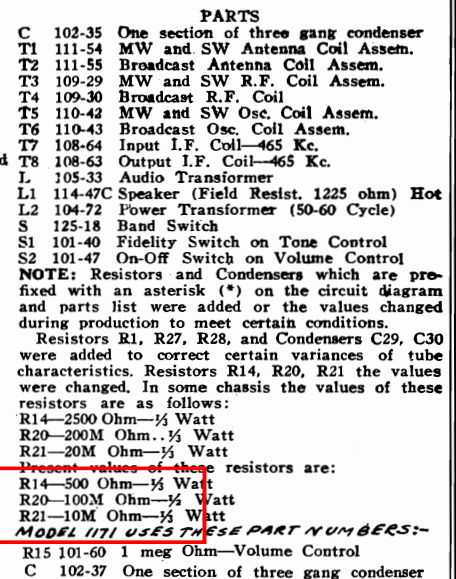 PARTS
C 102-35 One section of three gang condenser
T1 111-54 MW and SW Antenna Coil Assem.
T2 111-55 Broadcast Antenna Coil Assem.
T3 109-29 MW and SW R.F. Coil Assem.
T4 109-30 Broadcast R.F. Coil
T5 110-42 MW and SW Osc. Coil Assem.
T6 110-43 Broadcast Osc. Coil Assem.
T7 108-64 Input I.F. Coil—465 Kc.
d T8 108-63 Output I.F. Coil—465 Kc.
L 105-33 Audio Transformer
L1 114-47C Speaker (Field Resist. 1225 ohm) Hot
L2 104-72 Power Transformer (50-60 Cycle)
S 125-18 Band Switch
S1 101-40 Fidelity Switch on Tone Control
S2 101-47 On-Off Switch on Volume Control
NOTE: Resistors and Condensers which are pre-
fixed with an asterisk (*) on the circuit diagram
and parts list were added or the values changed
during production to meet certain conditions.
Resistors R1, R27, R28, and Condensers C29, C30
were added to correct certain variances of tube
characteristics. Resistors R14, R20, R21 the values
were changed. In some chassis the values of these
resistors are as follows:
R14—2500 Ohm—⅓ Watt
R20—200M Ohm..⅓ Watt
R21—20M Ohm—⅓ Watt
Present values of these resistors are:
R14—500 Ohm—⅓ Watt
R20—100M Ohm—⅓ Watt
R21—10M Ohm—⅓ Watt
MODEL 1171 USES THESE PART NUMBERS:-
R15 101-60 1 meg Ohm—Volume Control
C 102-37 One section of three gang condenser